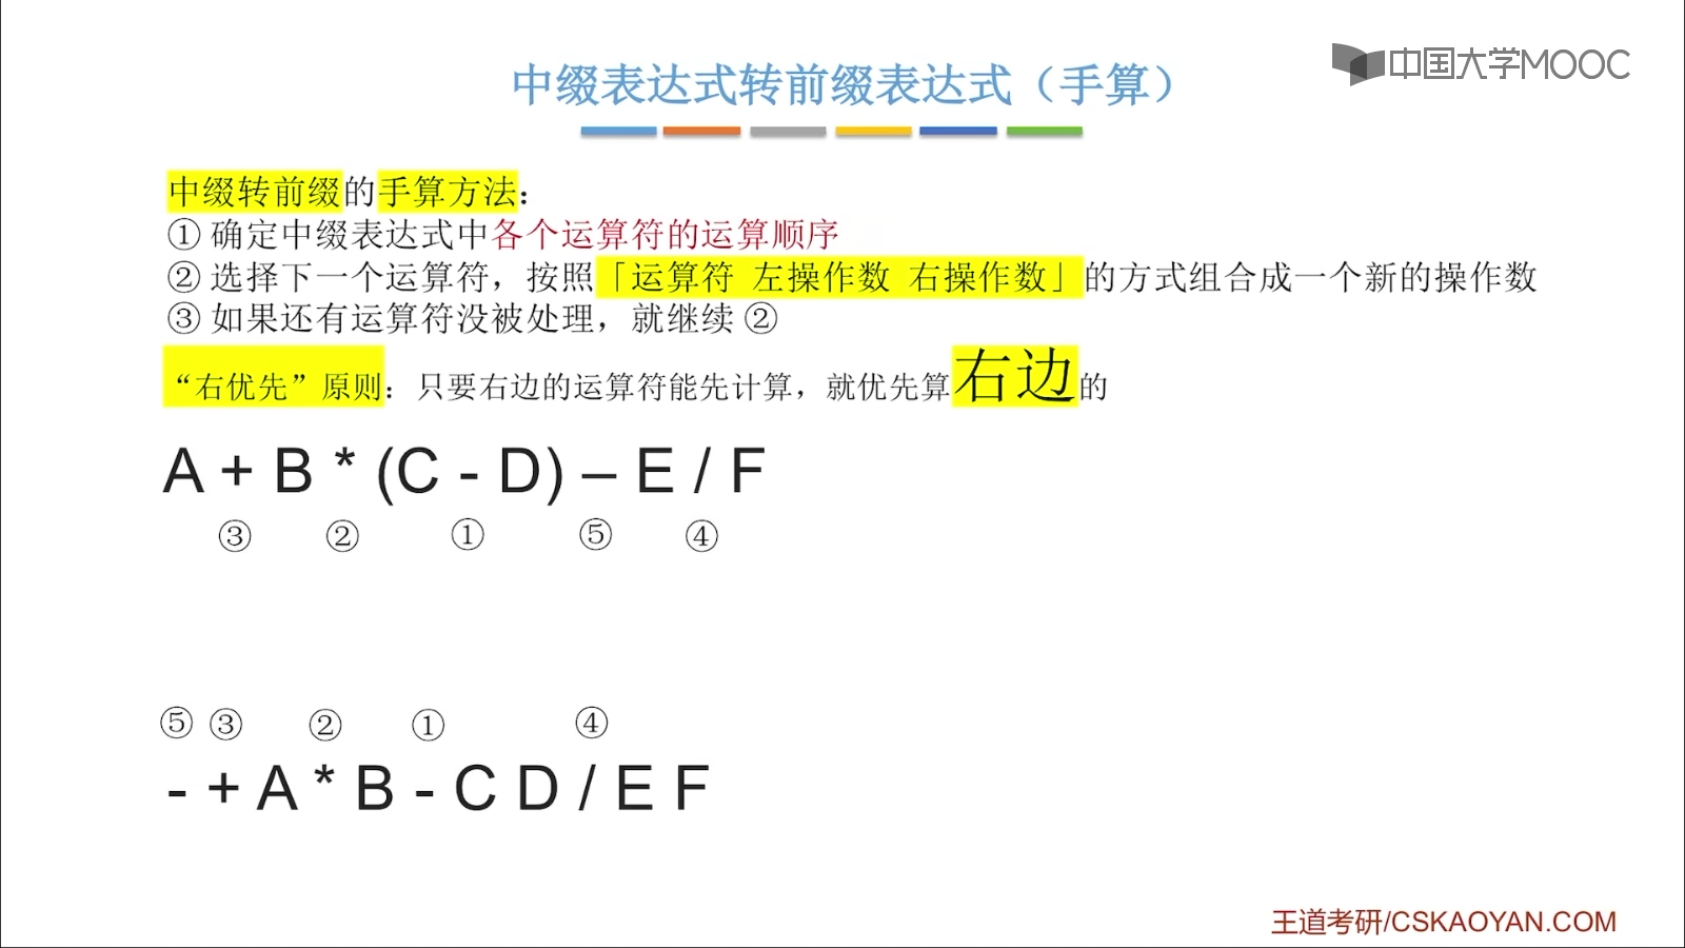 中国大学MOOC
中缀表达式转前缀表达式（手算）
中缀转前缀的手算方法：
① 确定中缀表达式中各个运算符的运算顺序
② 选择下一个运算符，按照「运算符 左操作数 右操作数」的方式组合成一个新的操作数
③ 如果还有运算符没被处理，就继续 ②
“右优先”原则：只要右边的运算符能先计算，就优先算右边的
A + B * (C - D) – E / F
③ ② ① ⑤ ④
⑤ ③ ② ① ④
- + A * B - C D / E F
王道考研/CSKAOYAN.COM